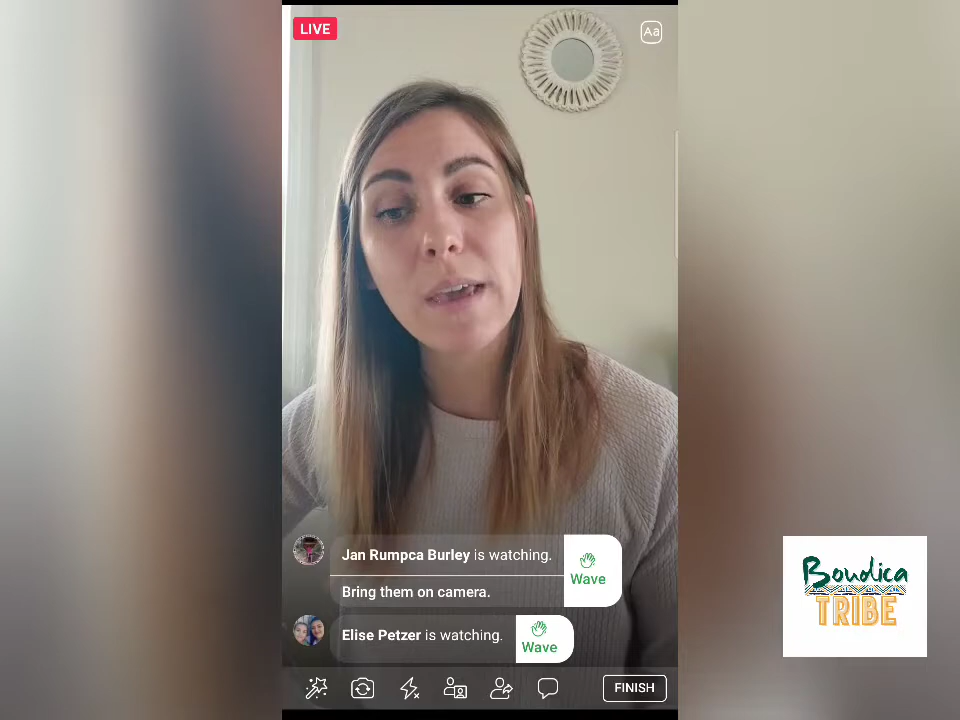 LIVE
Aa
Jan Rumpca Burley is watching.
Wave
Bring them on camera.
Elise Petzer is watching.
Wave
FINISH
Boudica
TRIBE